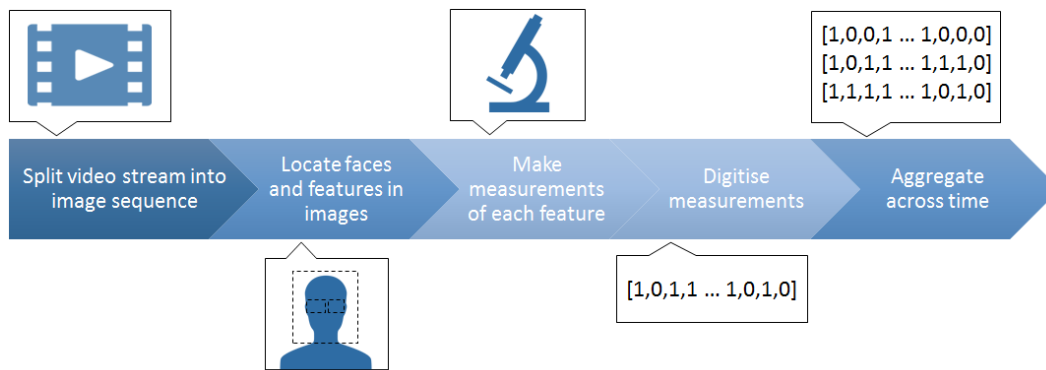 [1,0,0,1 ... 1,0,0,0]
[1,0,1,1 ... 1,1,1,0]
[1,1,1,1 ... 1,0,1,0]
Split video stream into
image sequence
Locate faces
and features in
images
Make
measurements
of each feature
Digitise
measurements
Aggregate
across time
[1,0,1,1 ... 1,0,1,0]